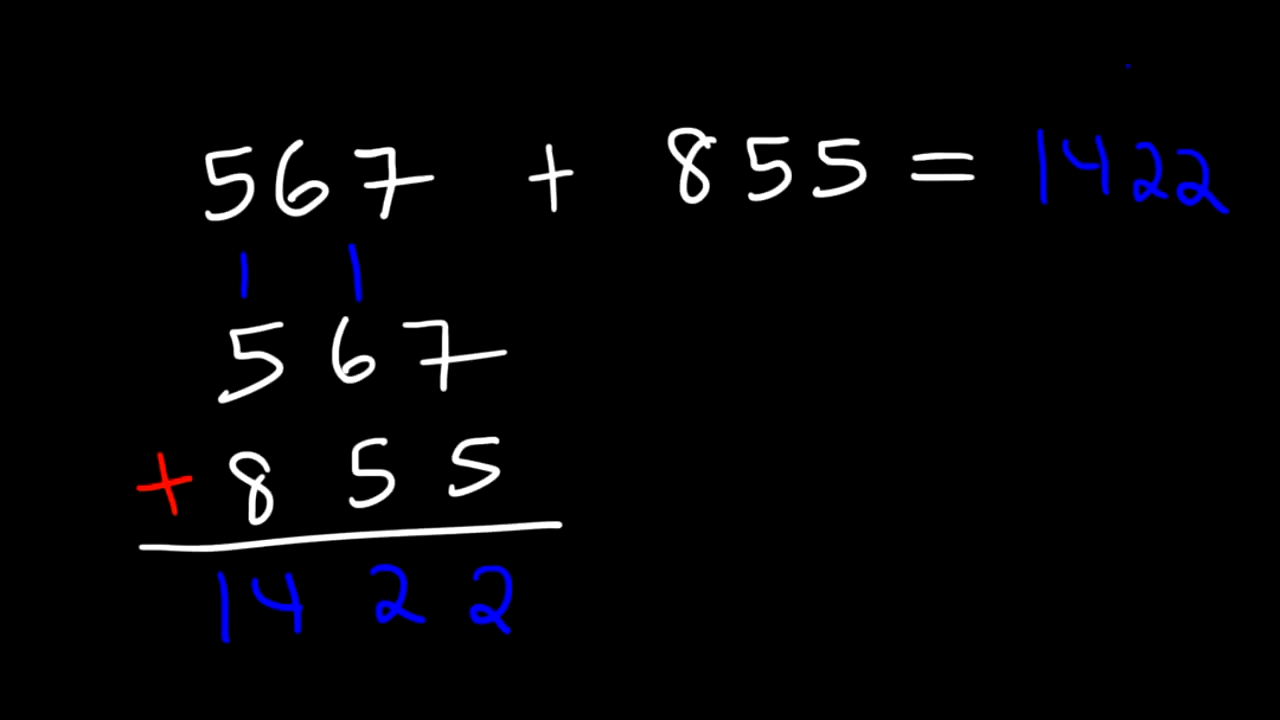 567 + 855 = 1422
1 1
567
+ 855
1422